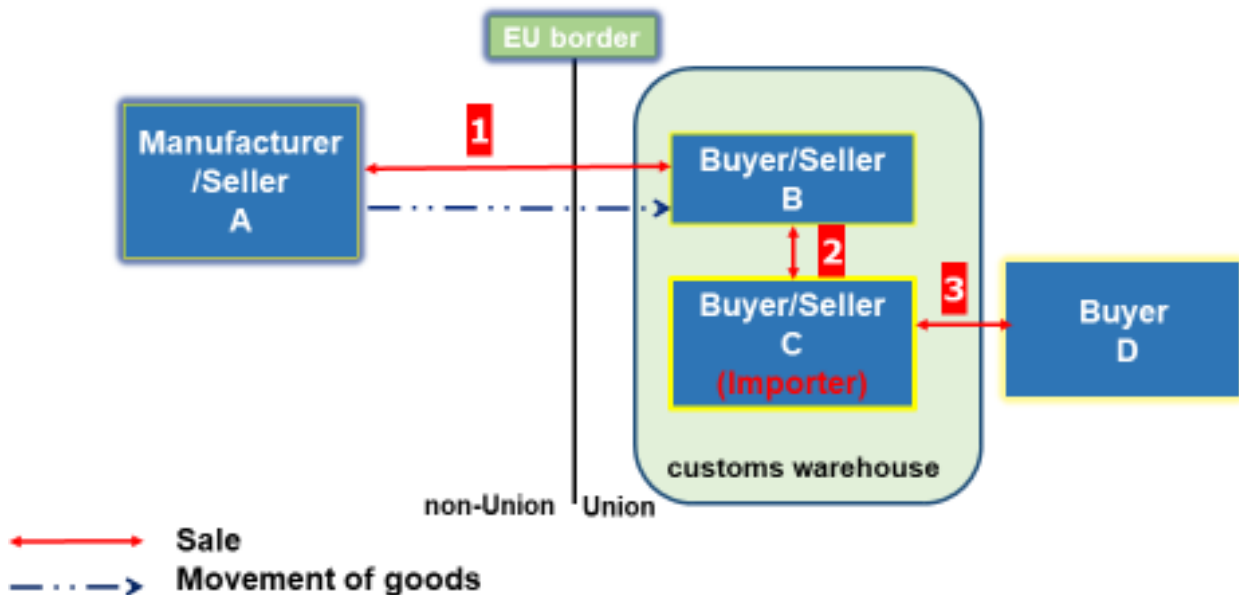 EU border
1
Manufacturer
/Seller
A
Buyer/Seller
B
2
Buyer/Seller
C
(Importer)
3
Buyer
D
customs warehouse
non-Union
Union
Sale
Movement of goods